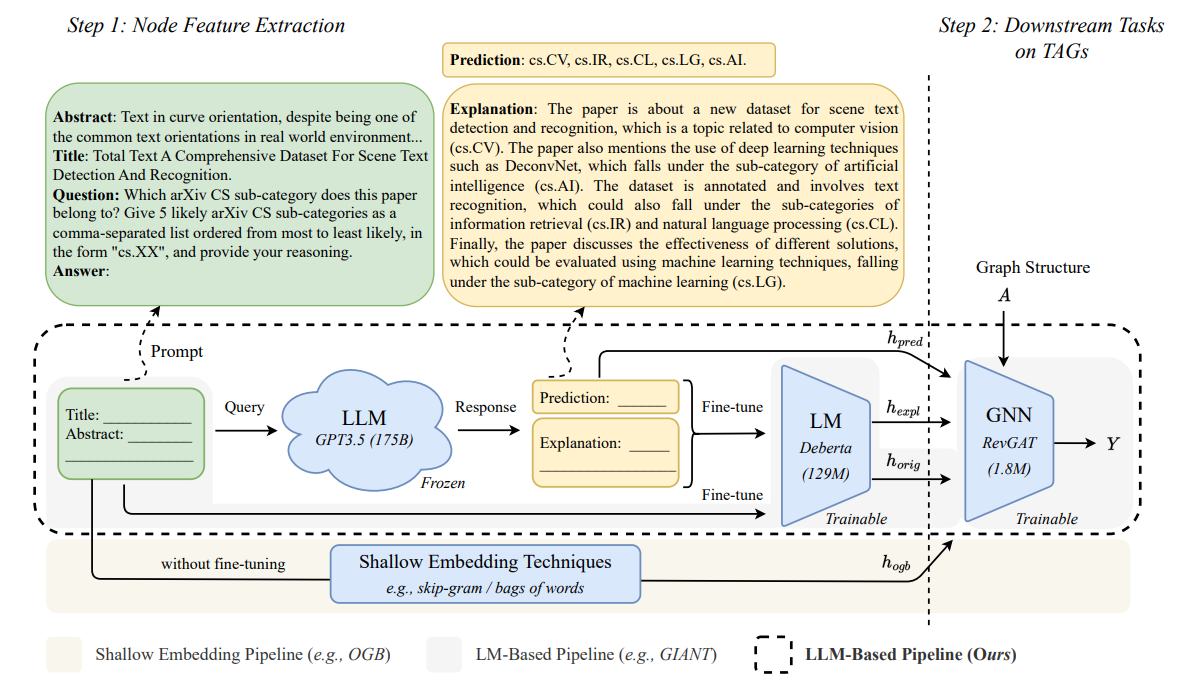 Step 1: Node Feature Extraction
Step 2: Downstream Tasks
on TAGs
Prediction: cs.CV, cs.IR, cs.CL, cs.LG, cs.AI.
Abstract: Text in curve orientation, despite being one of
the common text orientations in real world environment...
Title: Total Text A Comprehensive Dataset For Scene Text
Detection And Recognition.
Question: Which arXiv CS sub-category does this paper
belong to? Give 5 likely arXiv CS sub-categories as a
comma-separated list ordered from most to least likely, in
the form "cs.XX", and provide your reasoning.
Answer:
Explanation: The paper is about a new dataset for scene text
detection and recognition, which is a topic related to computer vision
(cs.CV). The paper also mentions the use of deep learning techniques
such as DeconvNet, which falls under the sub-category of artificial
intelligence (cs.AI). The dataset is annotated and involves text
recognition, which could also fall under the sub-categories of
information retrieval (cs.IR) and natural language processing (cs.CL).
Finally, the paper discusses the effectiveness of different solutions,
which could be evaluated using machine learning techniques, falling
under the sub-category of machine learning (cs.LG).
Graph Structure
A
Prompt
h_pred
Title:
Abstract:
Query
LLM
GPT3.5 (175B)
Frozen
Response
Prediction:
Explanation:
Fine-tune
Fine-tune
LM
Deberta
(129M)
Trainable
h_expl
h_orig
GNN
RevGAT
(1.8M)
Trainable
Y
without fine-tuning
Shallow Embedding Techniques
e.g., skip-gram / bags of words
h_ogb
Shallow Embedding Pipeline (e.g., OGB)
LM-Based Pipeline (e.g., GIANT)
LLM-Based Pipeline (Ours)